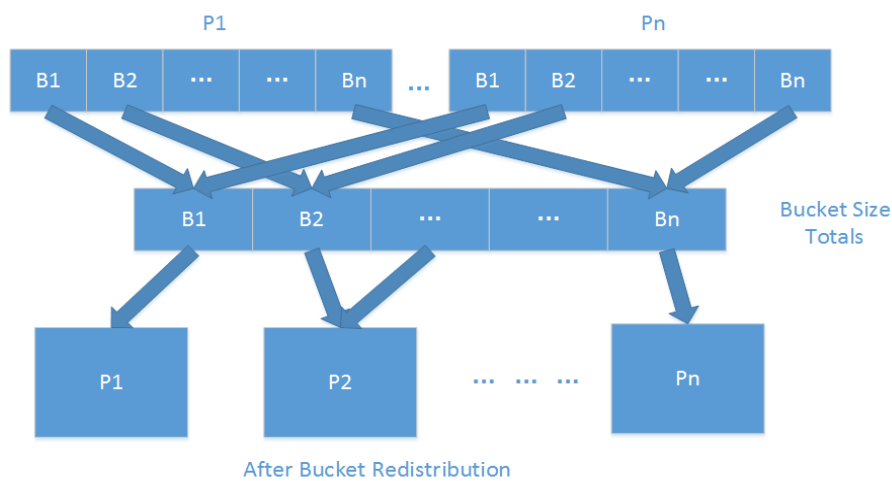 P1 Pn
B1 B2 ... ... Bn ... B1 B2 ... ... Bn
B1 B2 ... ... Bn
Bucket Size
Totals
P1 P2 ... ... ... Pn
After Bucket Redistribution